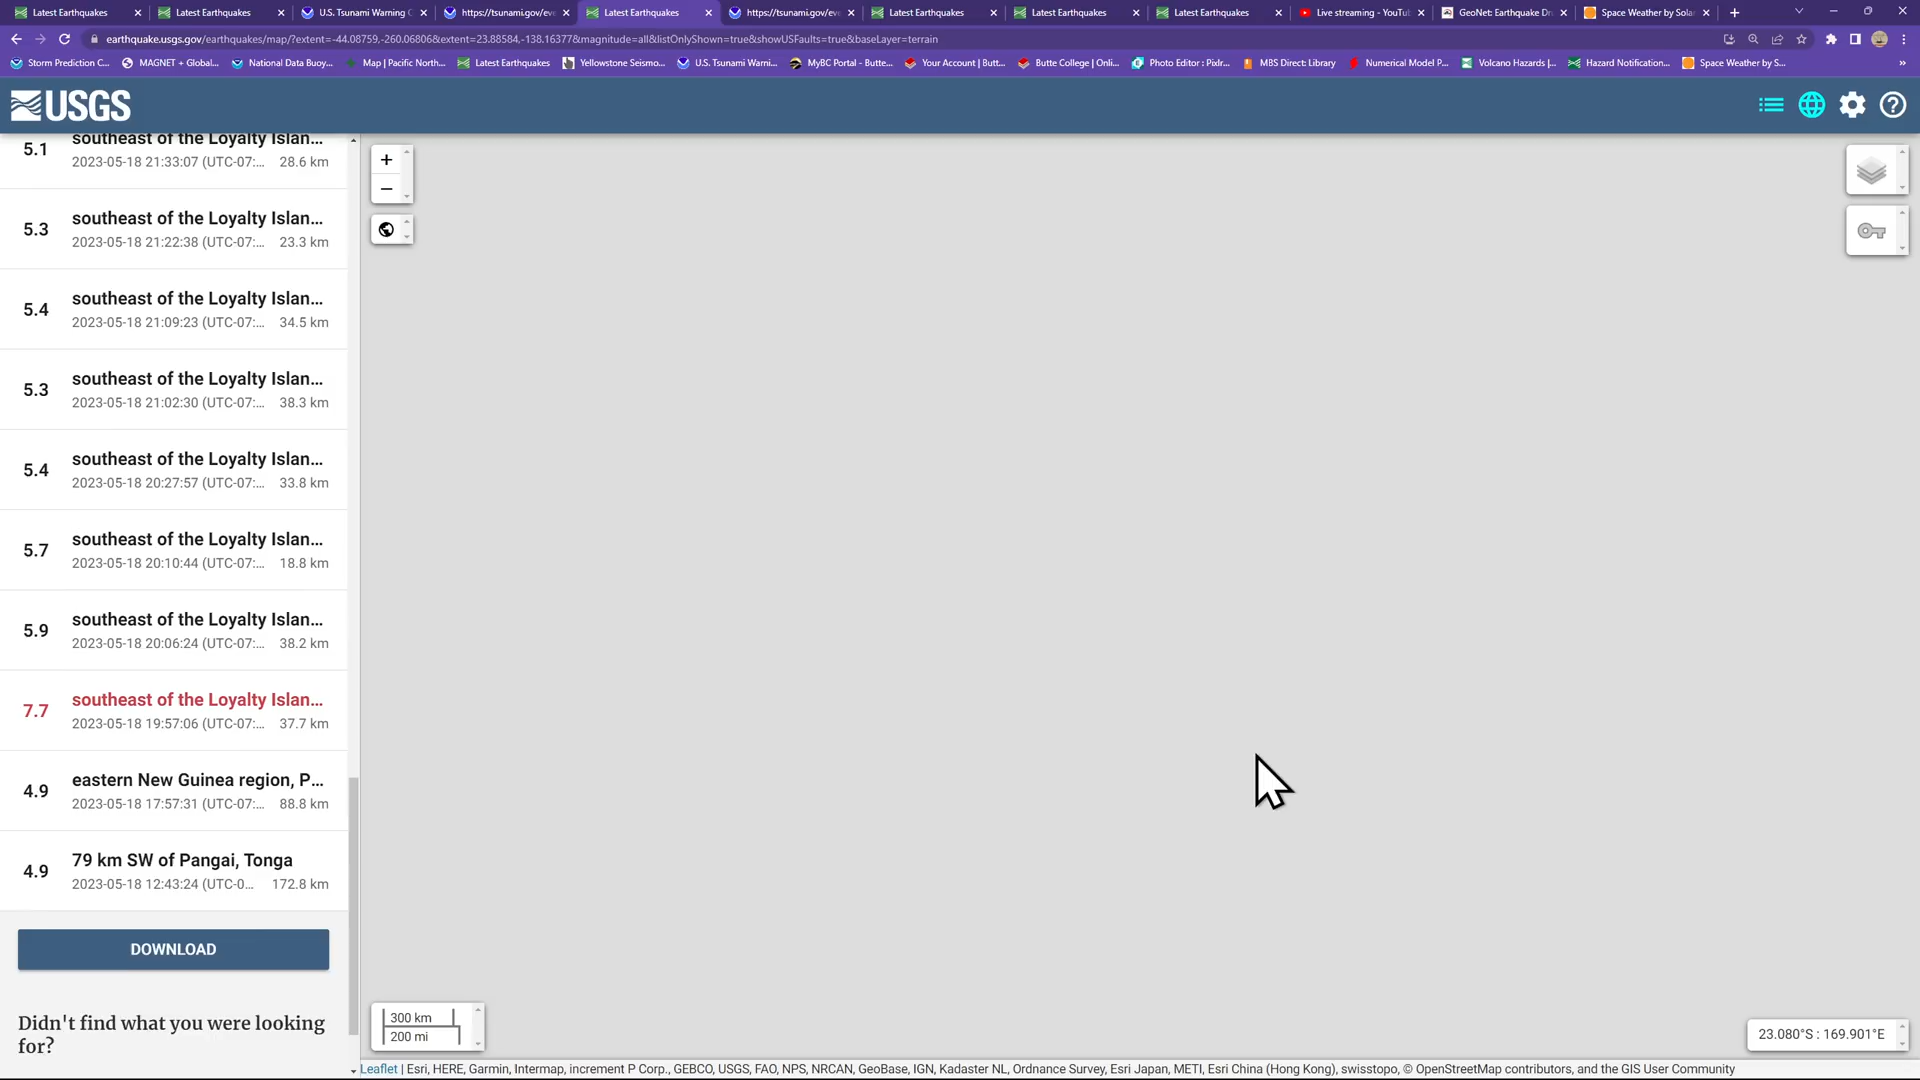 Latest Earthquakes
Latest Earthquakes
U.S. Tsunami Warning C
https://tsunami.gov/eve
Latest Earthquakes
https://tsunami.gov/eve
Latest Earthquakes
Latest Earthquakes
Latest Earthquakes
Live streaming - YouTu
GeoNet: Earthquake Dr
Space Weather by Sola
earthquake.usgs.gov/earthquakes/map/?extent=-44.08759,-260.06806&extent=23.88584,-138.16377&magnitude=all&listOnlyShown=true&showUSFaults=true&baseLayer=terrain
Storm Prediction C...
MAGNET + Global...
National Data Buoy...
Map | Pacific North...
Latest Earthquakes
Yellowstone Seismo...
U.S. Tsunami Warni...
MyBC Portal - Butte...
Your Account | Butt...
Butte College | Onli...
Photo Editor : Pixlr...
MBS Direct: Library
Numerical Model P...
Volcano Hazards |...
Hazard Notification...
Space Weather by S...
USGS
5.1 southeast of the Loyalty Islan...
2023-05-18 21:33:07 (UTC-07:... 28.6 km
5.3 southeast of the Loyalty Islan...
2023-05-18 21:22:38 (UTC-07:... 23.3 km
5.4 southeast of the Loyalty Islan...
2023-05-18 21:09:23 (UTC-07:... 34.5 km
5.3 southeast of the Loyalty Islan...
2023-05-18 21:02:30 (UTC-07:... 38.3 km
5.4 southeast of the Loyalty Islan...
2023-05-18 20:27:57 (UTC-07:... 33.8 km
5.7 southeast of the Loyalty Islan...
2023-05-18 20:10:44 (UTC-07:... 18.8 km
5.9 southeast of the Loyalty Islan...
2023-05-18 20:06:24 (UTC-07:... 38.2 km
7.7 southeast of the Loyalty Islan...
2023-05-18 19:57:06 (UTC-07:... 37.7 km
4.9 eastern New Guinea region, P...
2023-05-18 17:57:31 (UTC-07:... 88.8 km
4.9 79 km SW of Pangai, Tonga
2023-05-18 12:43:24 (UTC-0... 172.8 km
DOWNLOAD
Didn't find what you were looking
for?
+
−
300 km
200 mi
23.080°S : 169.901°E
Leaflet | Esri, HERE, Garmin, Intermap, increment P Corp., GEBCO, USGS, FAO, NPS, NRCAN, GeoBase, IGN, Kadaster NL, Ordnance Survey, Esri Japan, METI, Esri China (Hong Kong), swisstopo, © OpenStreetMap contributors, and the GIS User Community